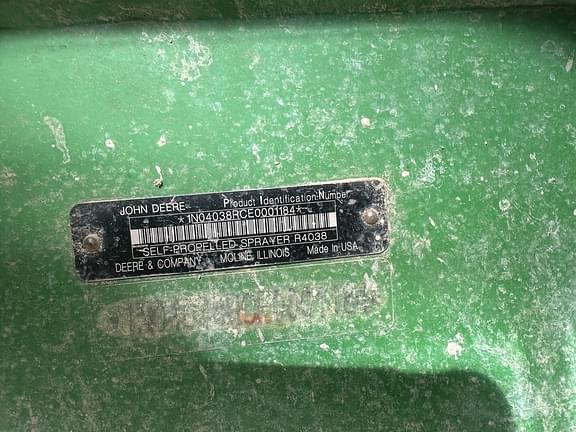 JOHN DEERE Product Identification Number
*1N04038RCE0001184*
SELF-PROPELLED SPRAYER R4038
DEERE & COMPANY MOLINE, ILLINOIS Made In USA